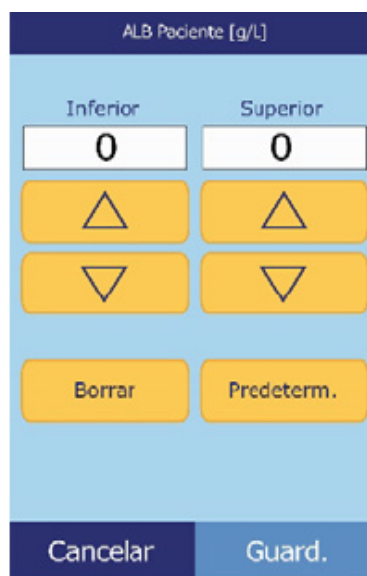 ALB Paciente [g/L]
Inferior Superior
0 0
Borrar Predeterm.
Cancelar Guard.